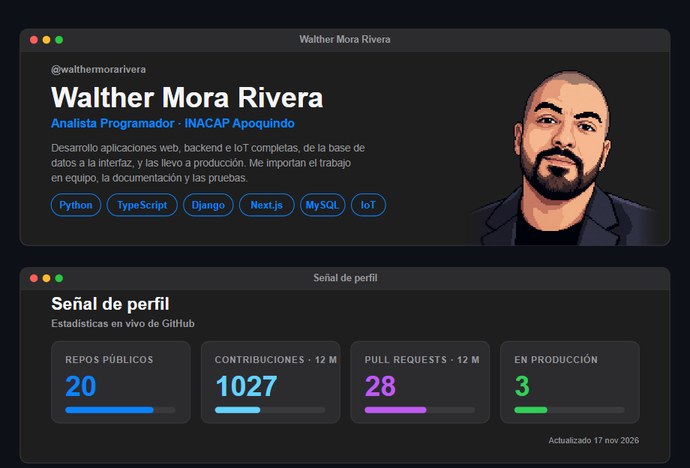 Walther Mora Rivera
@walthermorarivera
Walther Mora Rivera
Analista Programador · INACAP Apoquindo
Desarrollo aplicaciones web, backend e IoT completas, de la base de
datos a la interfaz, y las llevo a producción. Me importan el trabajo
en equipo, la documentación y las pruebas.
Python TypeScript Django Next.js MySQL IoT
Señal de perfil
Señal de perfil
Estadísticas en vivo de GitHub
REPOS PÚBLICOS CONTRIBUCIONES · 12 M PULL REQUESTS · 12 M EN PRODUCCIÓN
20 1027 28 3
Actualizado 17 nov 2026